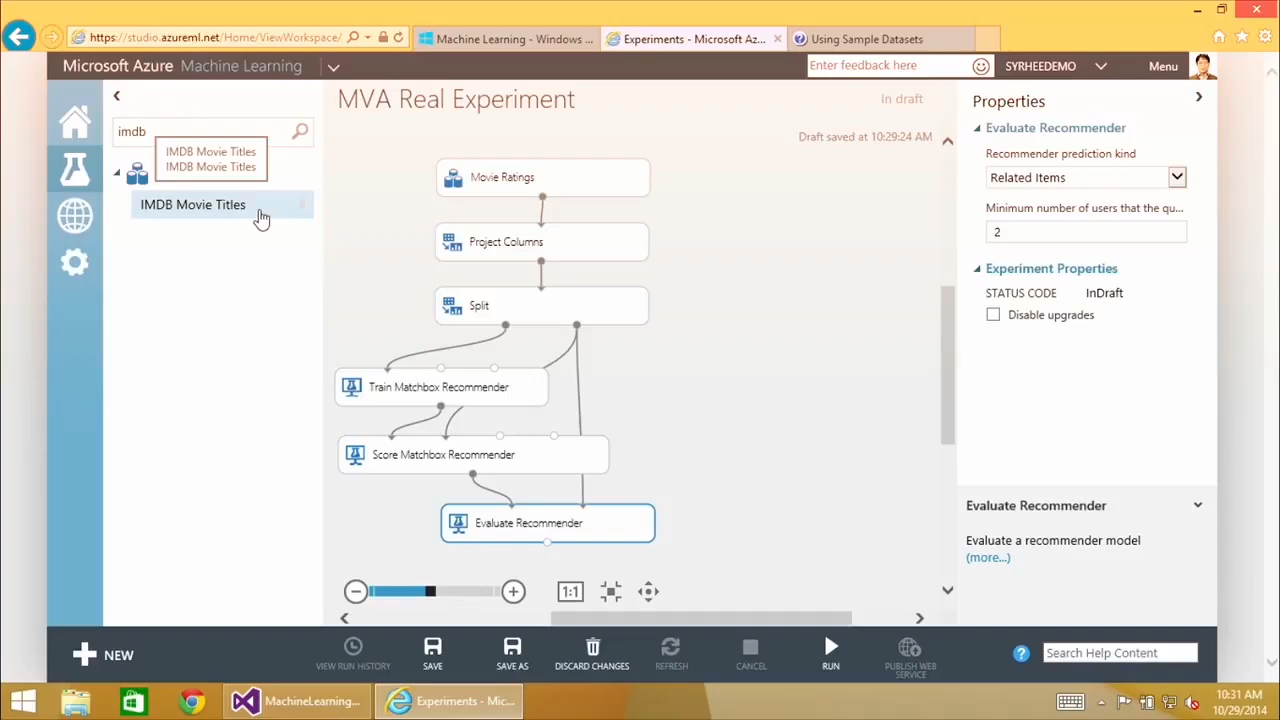 https://studio.azureml.net/Home/ViewWorkspace/
Machine Learning - Windows ...
Experiments - Microsoft Az...
Using Sample Datasets
Microsoft Azure Machine Learning
Enter feedback here
SYRHEEDEMO
Menu
imdb
IMDB Movie Titles
IMDB Movie Titles
IMDB Movie Titles
MVA Real Experiment
In draft
Draft saved at 10:29:24 AM
Movie Ratings
Project Columns
Split
Train Matchbox Recommender
Score Matchbox Recommender
Evaluate Recommender
1:1
Properties
Evaluate Recommender
Recommender prediction kind
Related Items
Minimum number of users that the qu...
2
Experiment Properties
STATUS CODE InDraft
Disable upgrades
Evaluate Recommender
Evaluate a recommender model
(more...)
NEW
VIEW RUN HISTORY
SAVE
SAVE AS
DISCARD CHANGES
REFRESH
CANCEL
RUN
PUBLISH WEB
SERVICE
?
Search Help Content
MachineLearning...
Experiments - Mic...
10:31 AM
10/29/2014